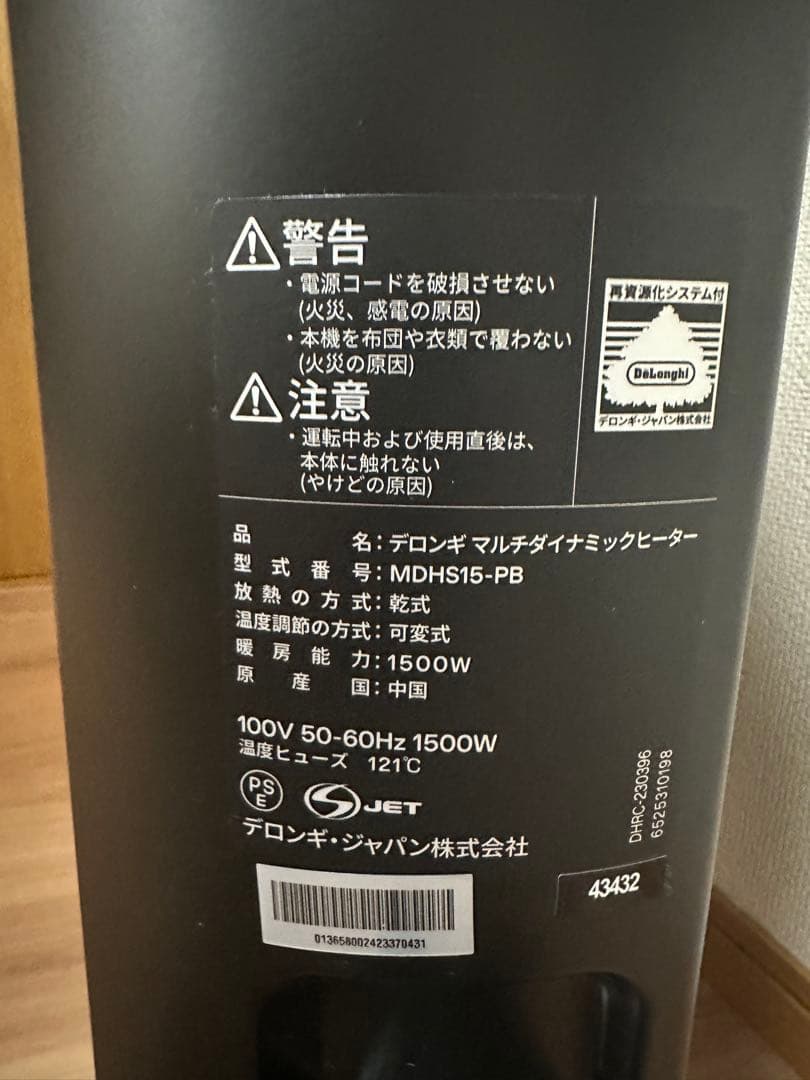 警告
・電源コードを破損させない
(火災、感電の原因)
・本機を布団や衣類で覆わない
(火災の原因)
注意
・運転中および使用直後は、
本体に触れない
(やけどの原因)
再資源化システム付
DeLonghi
デロンギ・ジャパン株式会社
品名：デロンギ マルチダイナミックヒーター
型式番号：MDHS15-PB
放熱の方式：乾式
温度調節の方式：可変式
暖房能力：1500W
原産国：中国
100V 50-60Hz 1500W
温度ヒューズ 121℃
PS
E
JET
デロンギ・ジャパン株式会社
DHRC-230396
6525310198
43432
013658002423370431